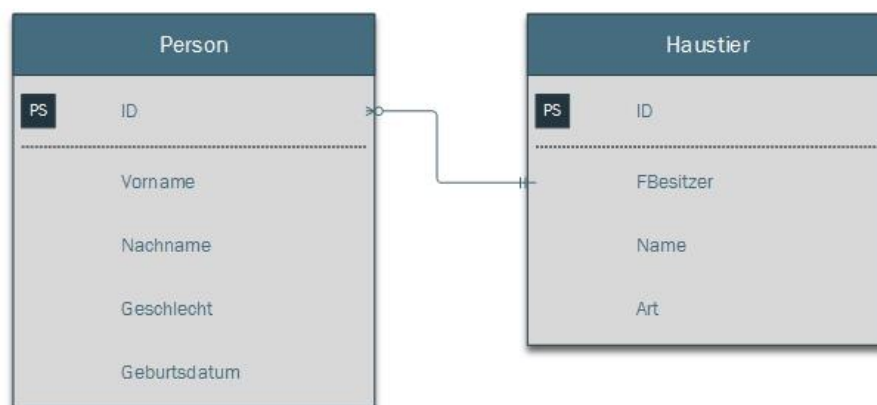 Person
PS ID
Vorname
Nachname
Geschlecht
Geburtsdatum
Haustier
PS ID
FBesitzer
Name
Art